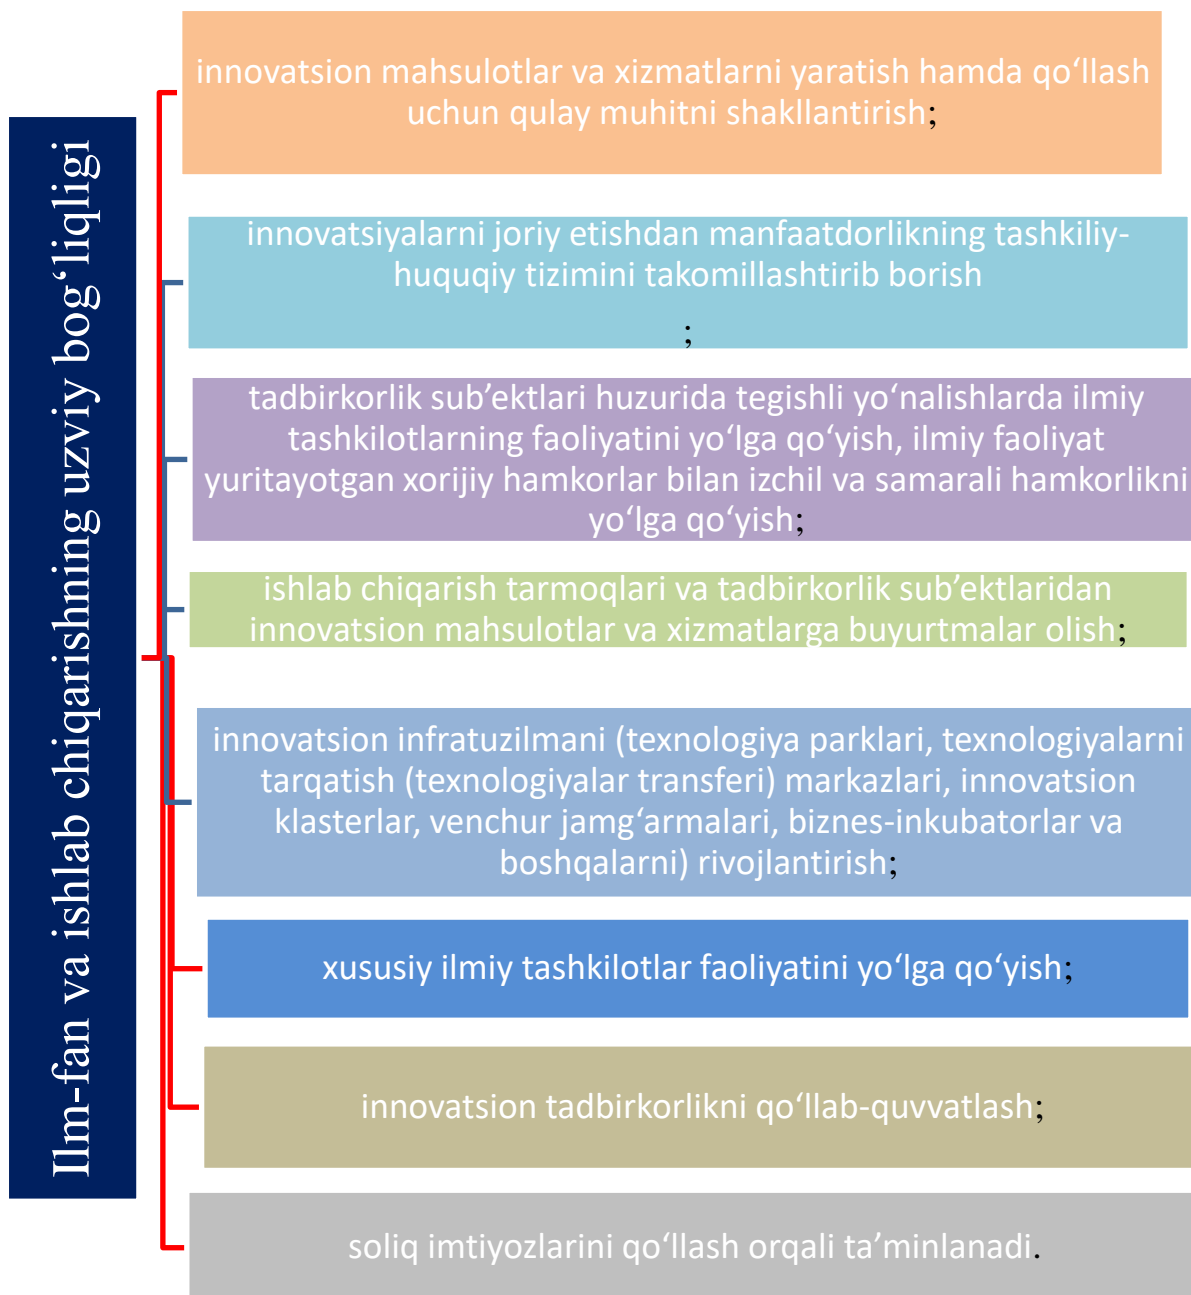 Ilm-fan va ishlab chiqarishning uzviy bog‘liqligi
innovatsion mahsulotlar va xizmatlarni yaratish hamda qo‘llash
uchun qulay muhitni shakllantirish;
innovatsiyalarni joriy etishdan manfaatdorlikning tashkiliy-
huquqiy tizimini takomillashtirib borish
;
tadbirkorlik sub’ektlari huzurida tegishli yo‘nalishlarda ilmiy
tashkilotlarning faoliyatini yo‘lga qo‘yish, ilmiy faoliyat
yuritayotgan xorijiy hamkorlar bilan izchil va samarali hamkorlikni
yo‘lga qo‘yish;
ishlab chiqarish tarmoqlari va tadbirkorlik sub’ektlaridan
innovatsion mahsulotlar va xizmatlarga buyurtmalar olish;
innovatsion infratuzilmani (texnologiya parklari, texnologiyalarni
tarqatish (texnologiyalar transferi) markazlari, innovatsion
klasterlar, venchur jamg‘armalari, biznes-inkubatorlar va
boshqalarni) rivojlantirish;
xususiy ilmiy tashkilotlar faoliyatini yo‘lga qo‘yish;
innovatsion tadbirkorlikni qo‘llab-quvvatlash;
soliq imtiyozlarini qo‘llash orqali ta’minlanadi.